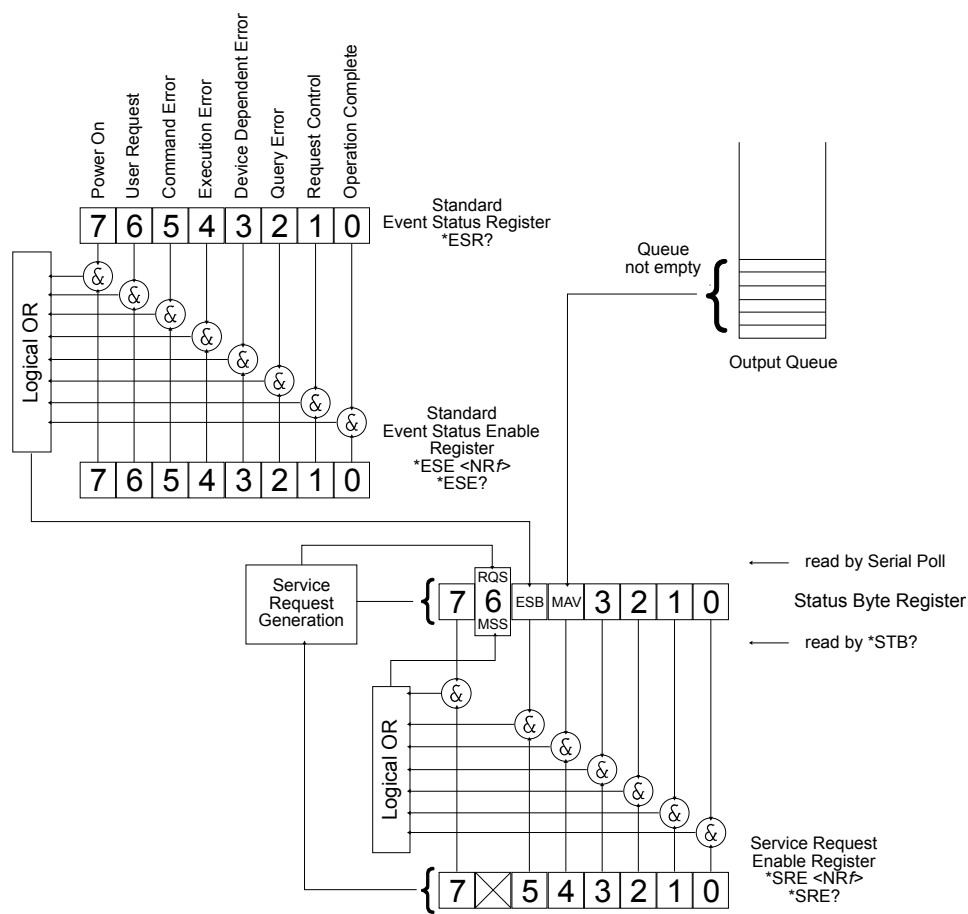 Power On
User Request
Command Error
Execution Error
Device Dependent Error
Query Error
Request Control
Operation Complete
7 6 5 4 3 2 1 0
Standard
Event Status Register
*ESR?
Logical OR
&
&
&
&
&
&
&
&
Queue
not empty
Output Queue
Standard
Event Status Enable
Register
*ESE <NRf>
*ESE?
7 6 5 4 3 2 1 0
read by Serial Poll
Service
Request
Generation
RQS
7 6 ESB MAV 3 2 1 0
MSS
Status Byte Register
read by *STB?
Logical OR
&
&
&
&
&
&
&
Service Request
Enable Register
*SRE <NRf>
*SRE?
7 5 4 3 2 1 0